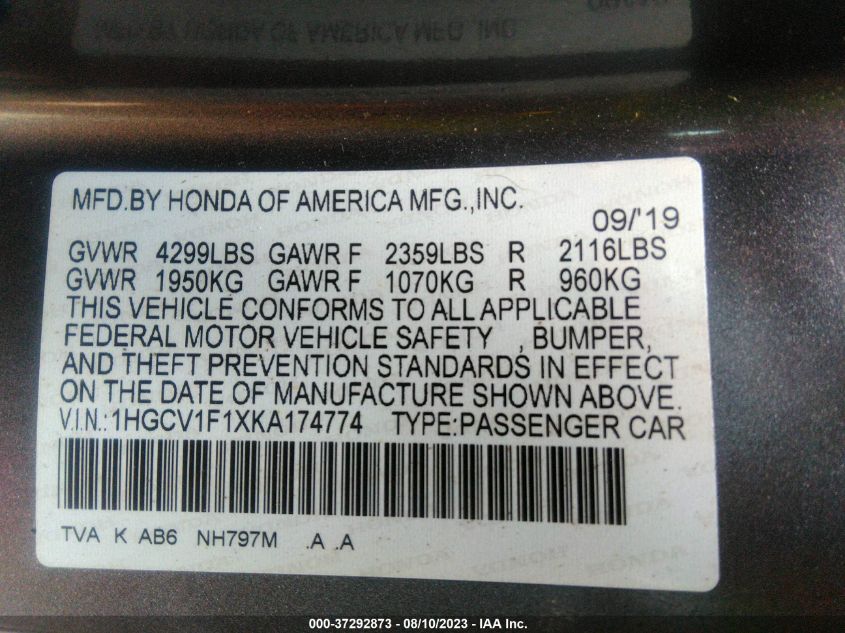 MFD.BY HONDA OF AMERICA MFG.,INC.
09/'19
GVWR 4299LBS GAWR F 2359LBS R 2116LBS
GVWR 1950KG GAWR F 1070KG R 960KG
THIS VEHICLE CONFORMS TO ALL APPLICABLE
FEDERAL MOTOR VEHICLE SAFETY , BUMPER,
AND THEFT PREVENTION STANDARDS IN EFFECT
ON THE DATE OF MANUFACTURE SHOWN ABOVE.
V.I.N.:1HGCV1F1XKA174774 TYPE:PASSENGER CAR
TVA K AB6 NH797M .A .A
000-37292873 - 08/10/2023 - IAA Inc.